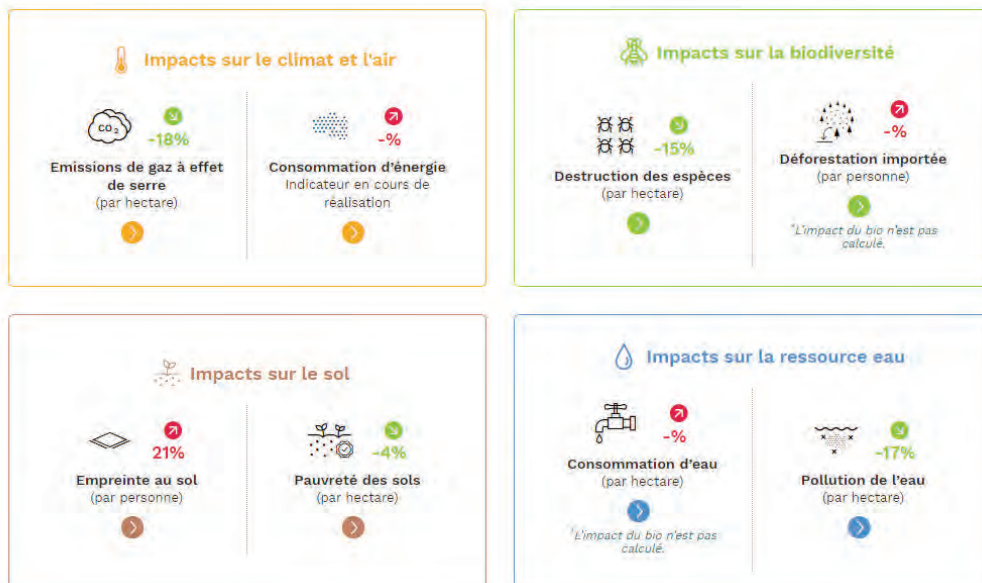 Impacts sur le climat et l'air
CO2
-18%
Emissions de gaz à effet
de serre
(par hectare)
-%
Consommation d'énergie
Indicateur en cours de
réalisation
Impacts sur la biodiversité
-15%
Destruction des espèces
(par hectare)
-%
Déforestation importée
(par personne)
*L'impact du bio n'est pas
calculé.
Impacts sur le sol
21%
Empreinte au sol
(par personne)
-4%
Pauvreté des sols
(par hectare)
Impacts sur la ressource eau
-%
Consommation d'eau
(par hectare)
*L'impact du bio n'est pas
calculé.
-17%
Pollution de l'eau
(par hectare)